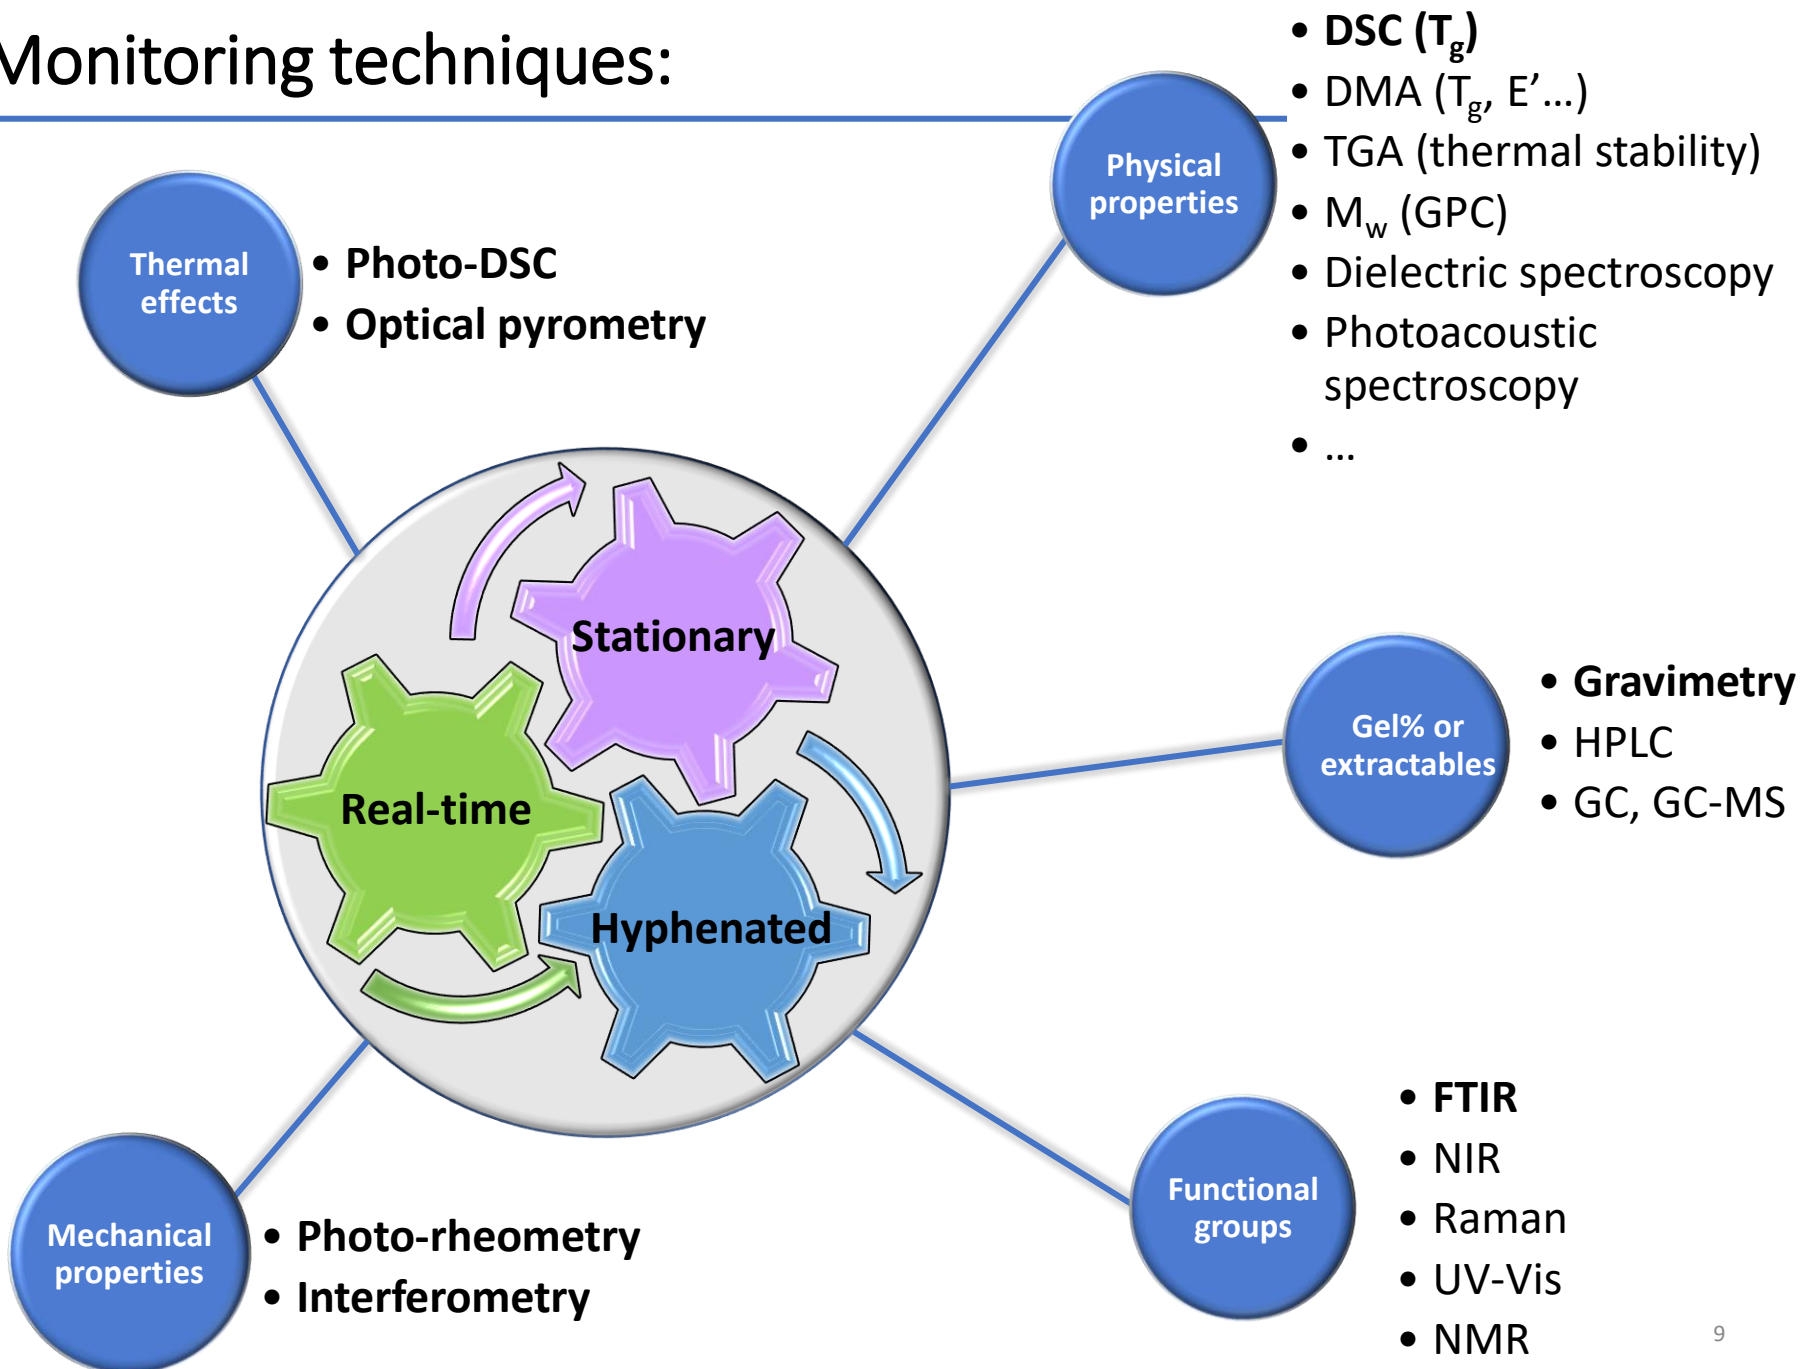 Monitoring techniques:
Thermal
effects
• Photo-DSC
• Optical pyrometry
Physical
properties
• DSC (Tg)
• DMA (Tg, E’…)
• TGA (thermal stability)
• Mw (GPC)
• Dielectric spectroscopy
• Photoacoustic
spectroscopy
• …
Stationary
Real-time
Hyphenated
Gel% or
extractables
• Gravimetry
• HPLC
• GC, GC-MS
Mechanical
properties
• Photo-rheometry
• Interferometry
Functional
groups
• FTIR
• NIR
• Raman
• UV-Vis
• NMR
9